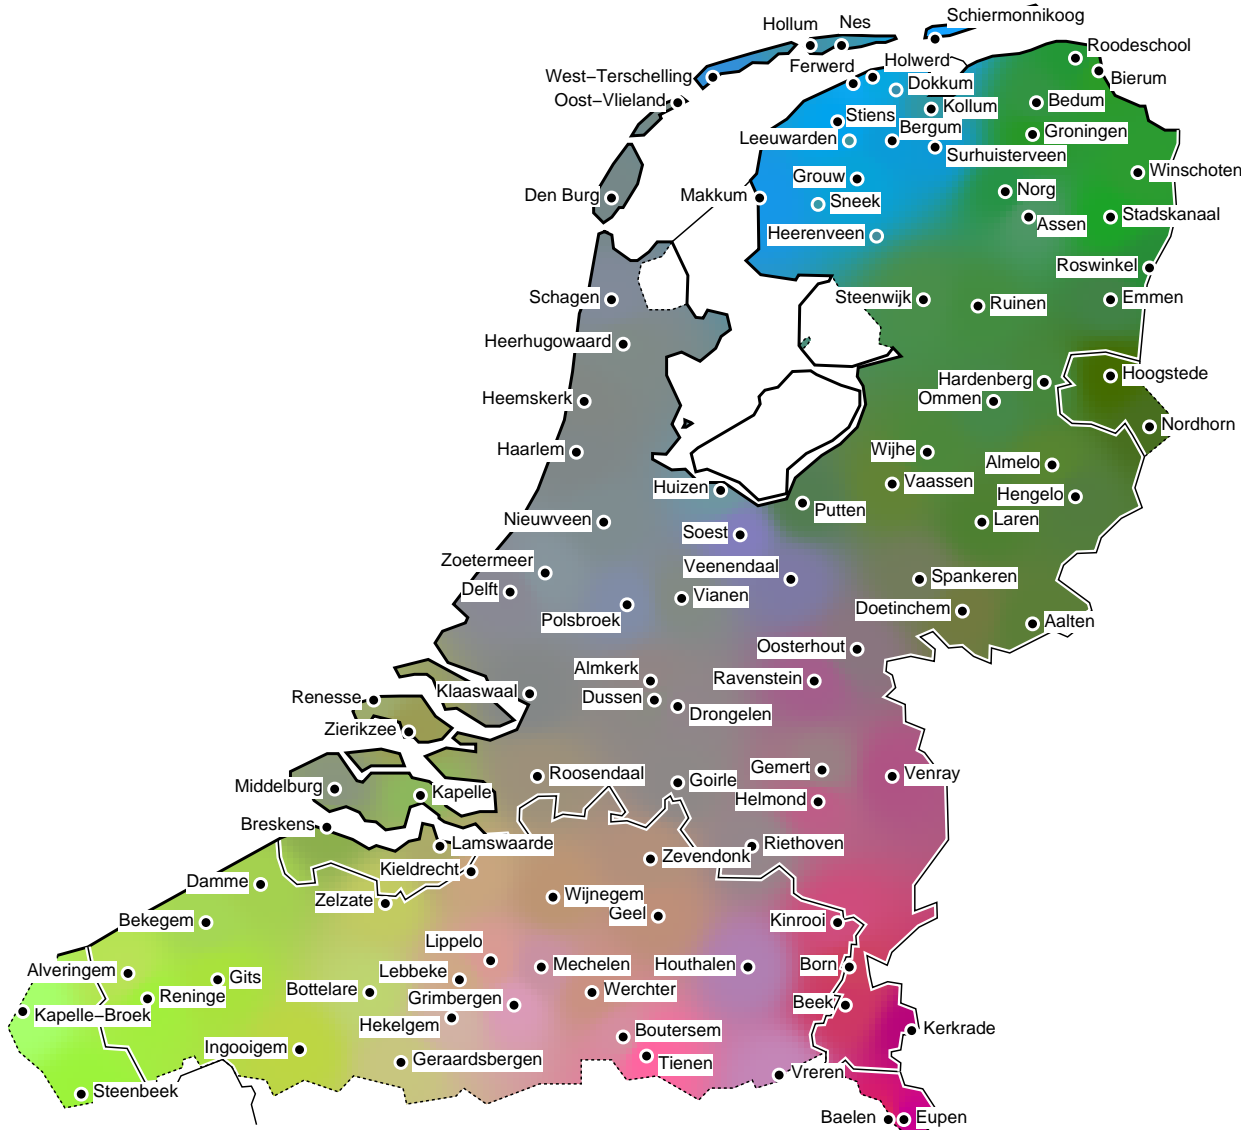 Schiermonnikoog
Hollum
Nes
Roodeschool
West–Terschelling
Ferwerd
Holwerd
Bierum
Oost–Vlieland
Dokkum
Kollum
Bedum
Stiens
Leeuwarden
Bergum
Groningen
Surhuisterveen
Winschoten
Grouw
Norg
Den Burg
Makkum
Sneek
Assen
Stadskanaal
Heerenveen
Roswinkel
Schagen
Steenwijk
Ruinen
Emmen
Heerhugowaard
Hoogstede
Hardenberg
Heemskerk
Ommen
Nordhorn
Haarlem
Wijhe
Almelo
Huizen
Vaassen
Hengelo
Putten
Nieuwveen
Laren
Soest
Zoetermeer
Veenendaal
Spankeren
Delft
Vianen
Polsbroek
Doetinchem
Aalten
Oosterhout
Almkerk
Ravenstein
Renesse
Klaaswaal
Dussen
Drongelen
Zierikzee
Roosendaal
Gemert
Venray
Middelburg
Kapelle
Goirle
Helmond
Breskens
Lamswaarde
Riethoven
Zevendonk
Kieldrecht
Damme
Zelzate
Wijnegem
Geel
Bekegem
Kinrooi
Lippelo
Alveringem
Gits
Lebbeke
Mechelen
Houthalen
Born
Reninge
Bottelare
Grimbergen
Werchter
Beek7
Kapelle–Broek
Hekelgem
Kerkrade
Boutersem
Ingooigem
Geraardsbergen
Tienen
Vreren
Steenbeek
Baelen
Eupen